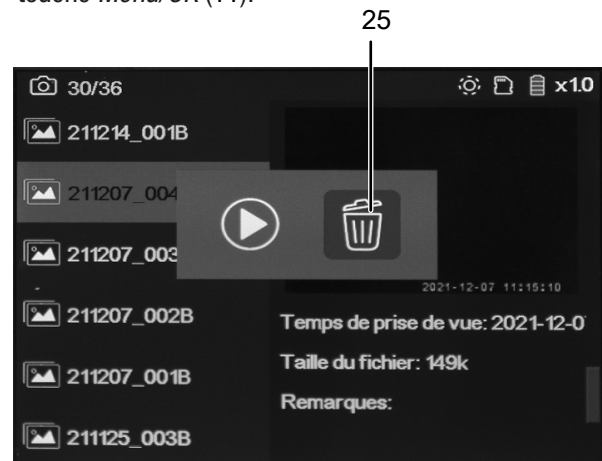 touche Menu/OK (11).
25
30/36
x1.0
211214_001B
211207_004
211207_003
211207_002B
211207_001B
211125_003B
2021-12-07 11:15:10
Temps de prise de vue: 2021-12-0
Taille du fichier: 149k
Remarques: